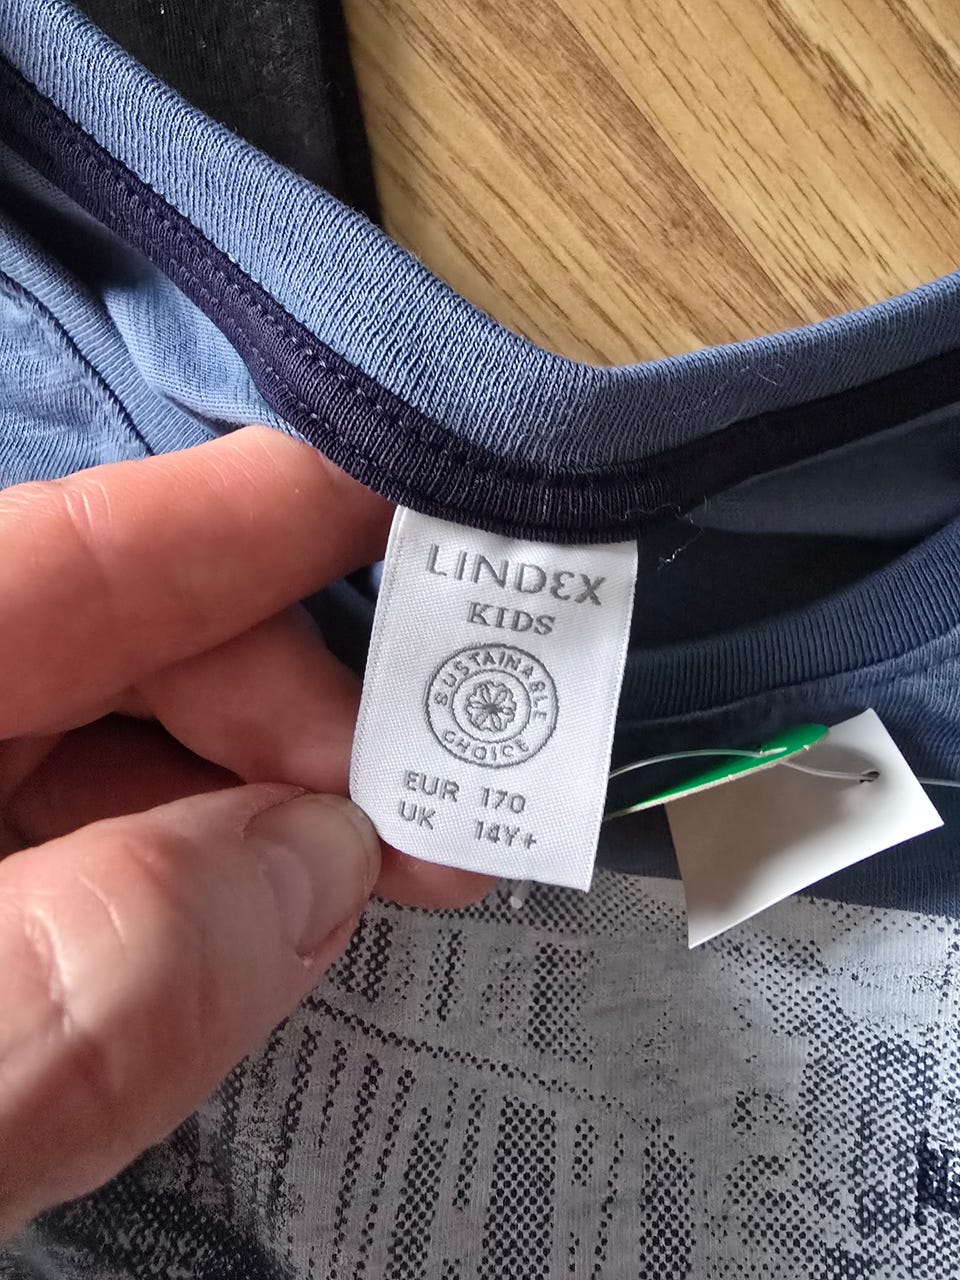 LINDEX
KIDS
SUSTAINABLE
CHOICE
EUR 170
UK 14Y+